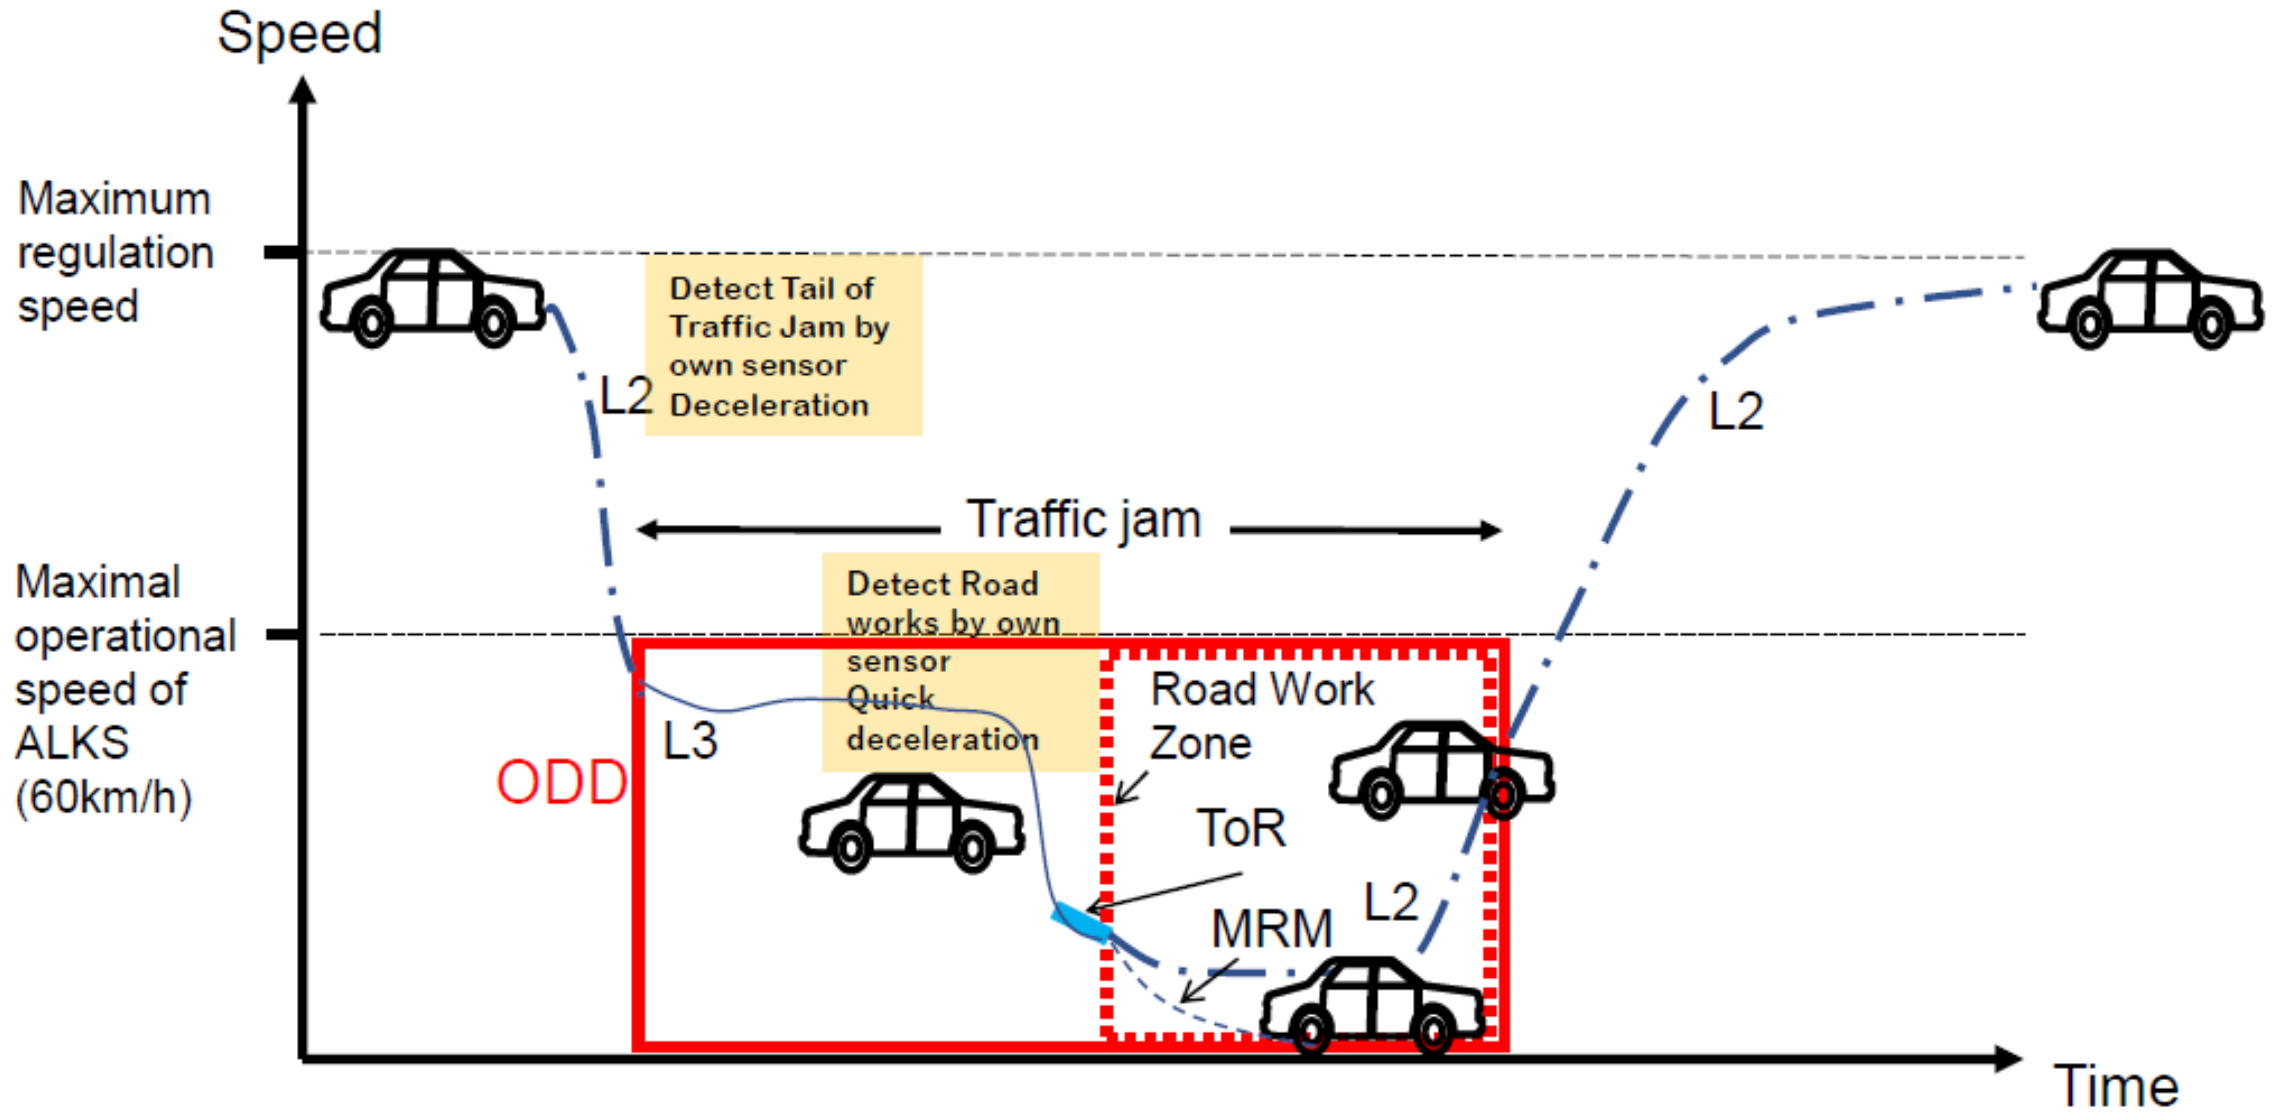 Speed
Maximum
regulation
speed
Detect Tail of
Traffic Jam by
own sensor
Deceleration
L2
L2
Traffic jam
Maximal
operational
speed of
ALKS
(60km/h)
Detect Road
works by own
sensor
Quick
deceleration
ODD
L3
Road Work
Zone
ToR
MRM
L2
Time